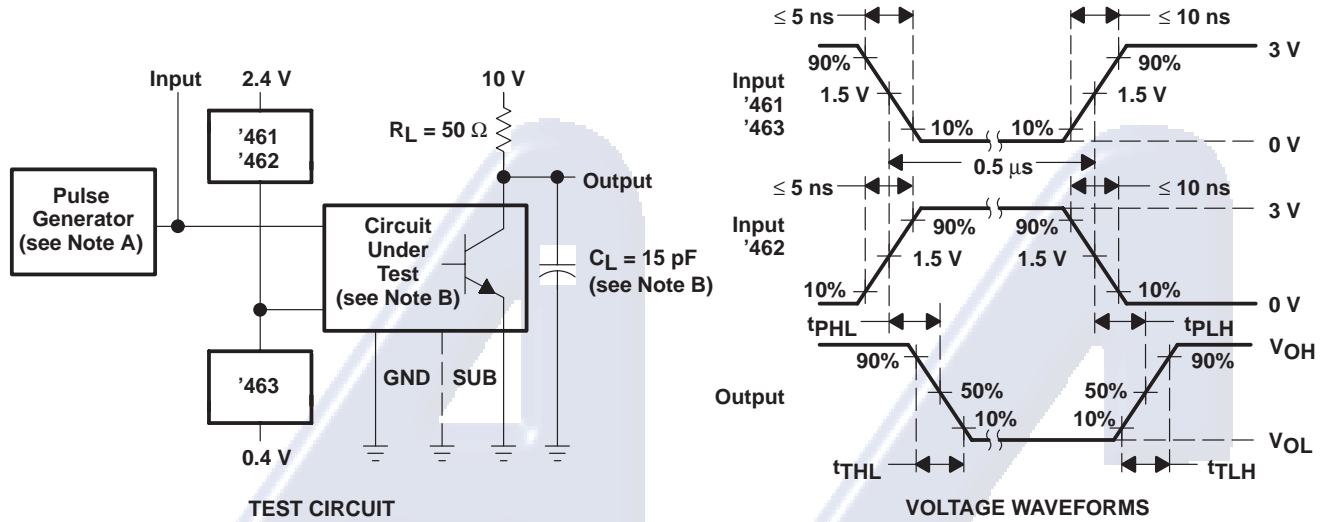 Input
2.4 V
10 V
'461
'462
RL = 50 Ω
Output
Pulse
Generator
(see Note A)
Circuit
Under
Test
(see Note B)
CL = 15 pF
(see Note B)
'463
GND
SUB
0.4 V
TEST CIRCUIT
≤ 5 ns
≤ 10 ns
3 V
90%
90%
Input
'461
'463
1.5 V
1.5 V
10%
10%
0 V
0.5 µs
≤ 5 ns
≤ 10 ns
3 V
90%
90%
Input
'462
1.5 V
1.5 V
10%
10%
0 V
tPHL
tPLH
VOH
90%
90%
Output
50%
50%
10%
10%
VOL
tTHL
tTLH
VOLTAGE WAVEFORMS